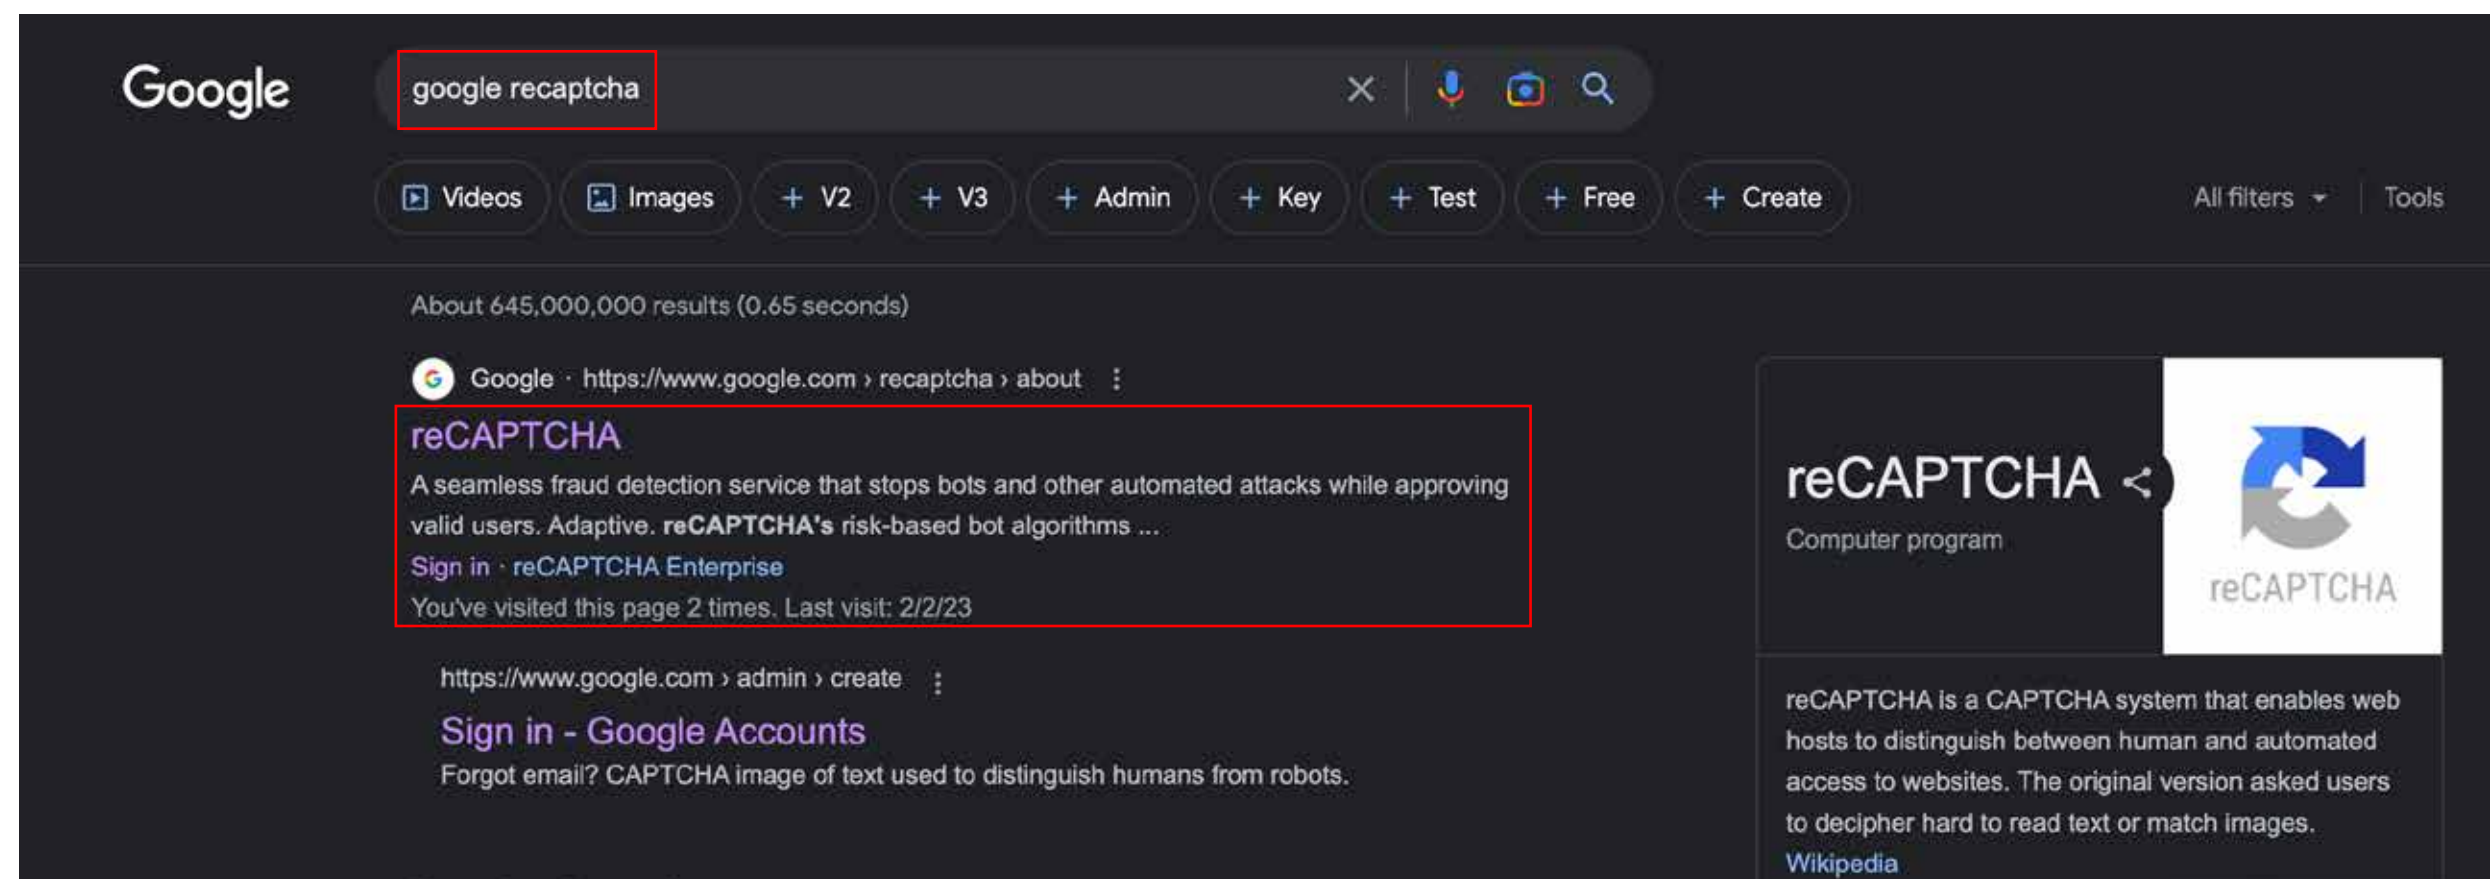 Google
google recaptcha
Videos
Images
+ V2
+ V3
+ Admin
+ Key
+ Test
+ Free
+ Create
All filters
Tools
About 645,000,000 results (0.65 seconds)
Google · https://www.google.com › recaptcha › about
reCAPTCHA
A seamless fraud detection service that stops bots and other automated attacks while approving
valid users. Adaptive. reCAPTCHA's risk-based bot algorithms ...
Sign in · reCAPTCHA Enterprise
You've visited this page 2 times. Last visit: 2/2/23
https://www.google.com › admin › create
Sign in - Google Accounts
Forgot email? CAPTCHA image of text used to distinguish humans from robots.
reCAPTCHA
Computer program
reCAPTCHA
reCAPTCHA is a CAPTCHA system that enables web
hosts to distinguish between human and automated
access to websites. The original version asked users
to decipher hard to read text or match images.
Wikipedia